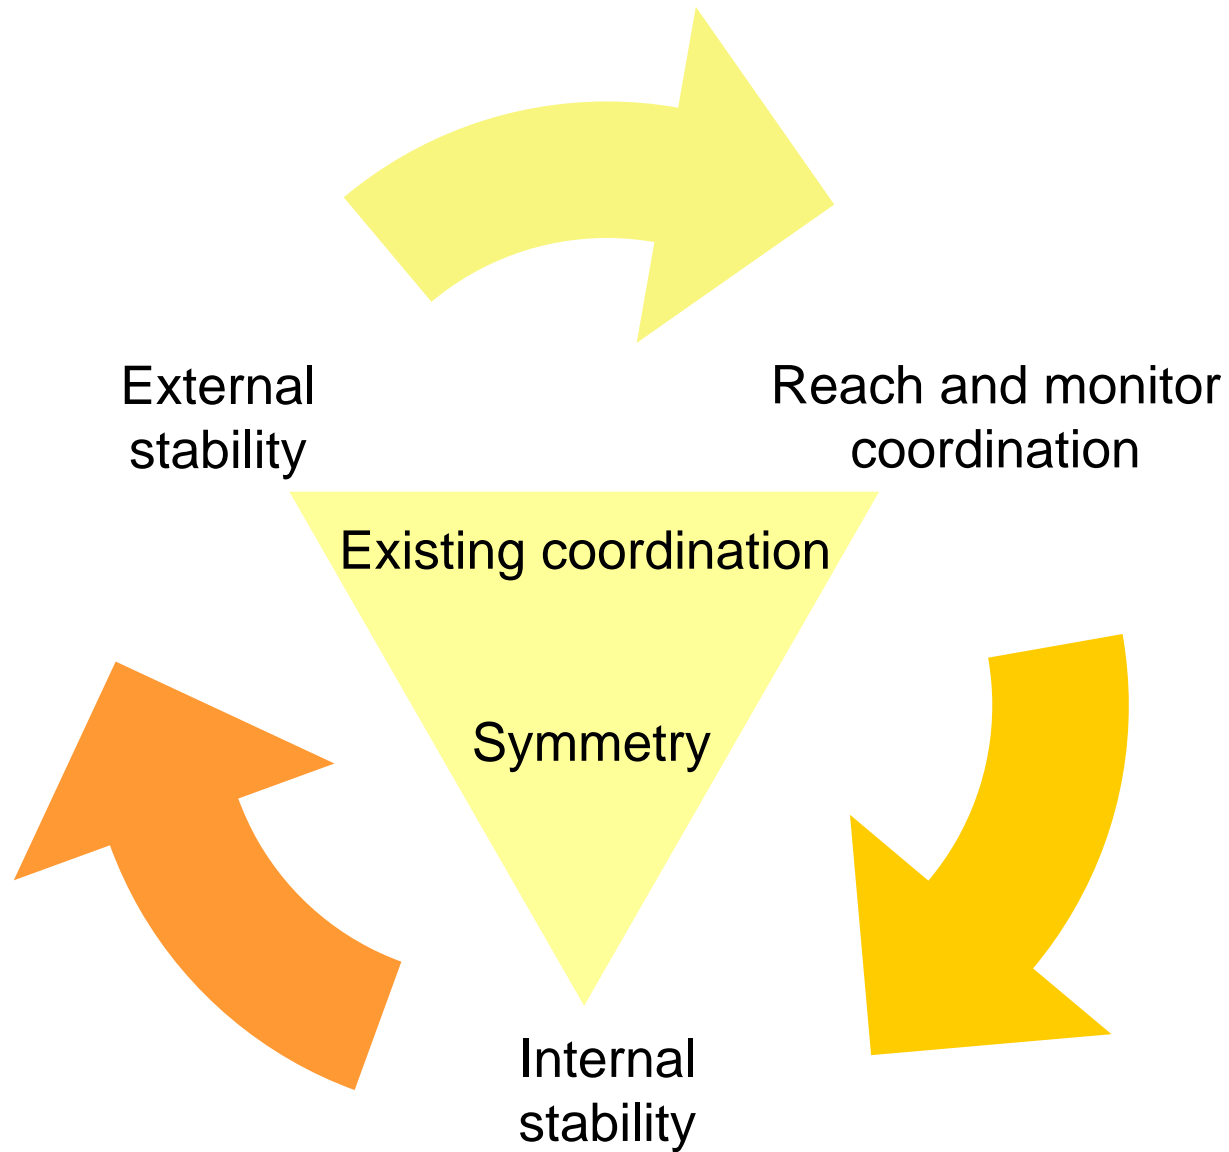 External
stability
Reach and monitor
coordination
Existing coordination
Symmetry
Internal
stability